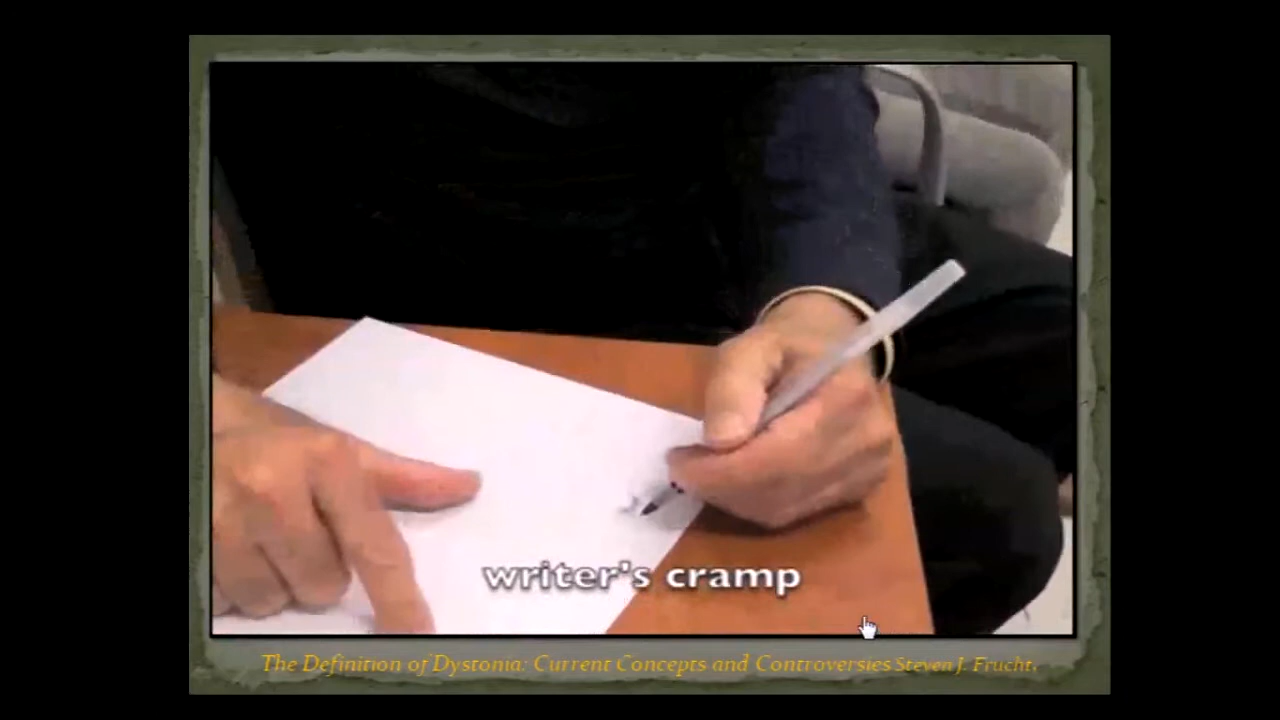 writer's cramp
The Definition of Dystonia: Current Concepts and Controversies Steven J. Frucht.